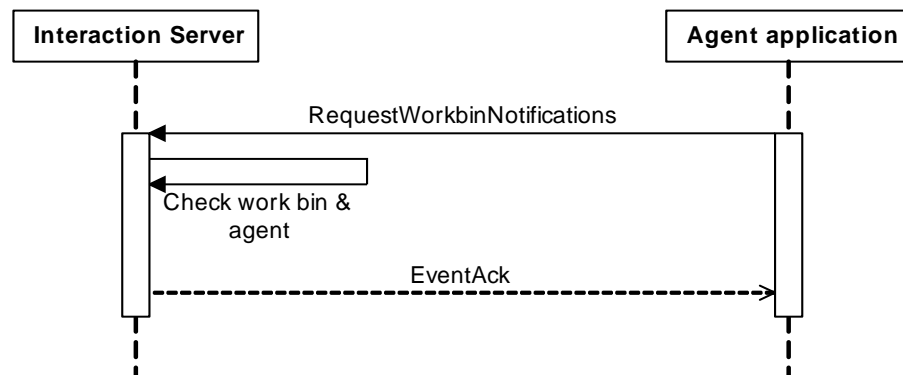 Interaction Server
Agent application
RequestWorkbinNotifications
Check work bin &
agent
EventAck